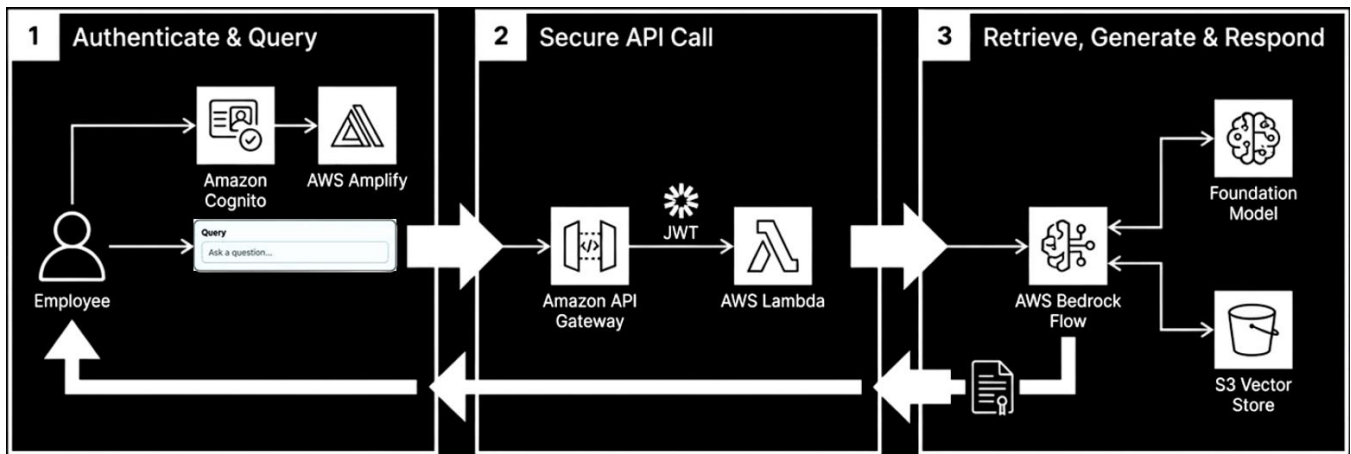 1 Authenticate & Query
Amazon
Cognito
AWS Amplify
Query
Ask a question...
Employee
2 Secure API Call
JWT
Amazon API
Gateway
AWS Lambda
3 Retrieve, Generate & Respond
Foundation
Model
AWS Bedrock
Flow
S3 Vector
Store